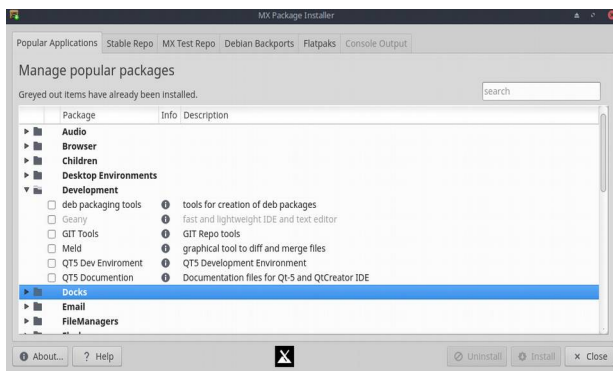 MX Package Installer
Popular Applications Stable Repo MX Test Repo Debian Backports Flatpaks Console Output
Manage popular packages
Greyed out items have already been installed.
search
Package Info Description
Audio
Browser
Children
Desktop Environments
Development
deb packaging tools tools for creation of deb packages
Geany fast and lightweight IDE and text editor
GIT Tools GIT Repo tools
Meld graphical tool to diff and merge files
QT5 Dev Enviroment QT5 Development Environment
QT5 Documention Documentation files for Qt-5 and QtCreator IDE
Docks
Email
FileManagers
About... ? Help Uninstall Install x Close